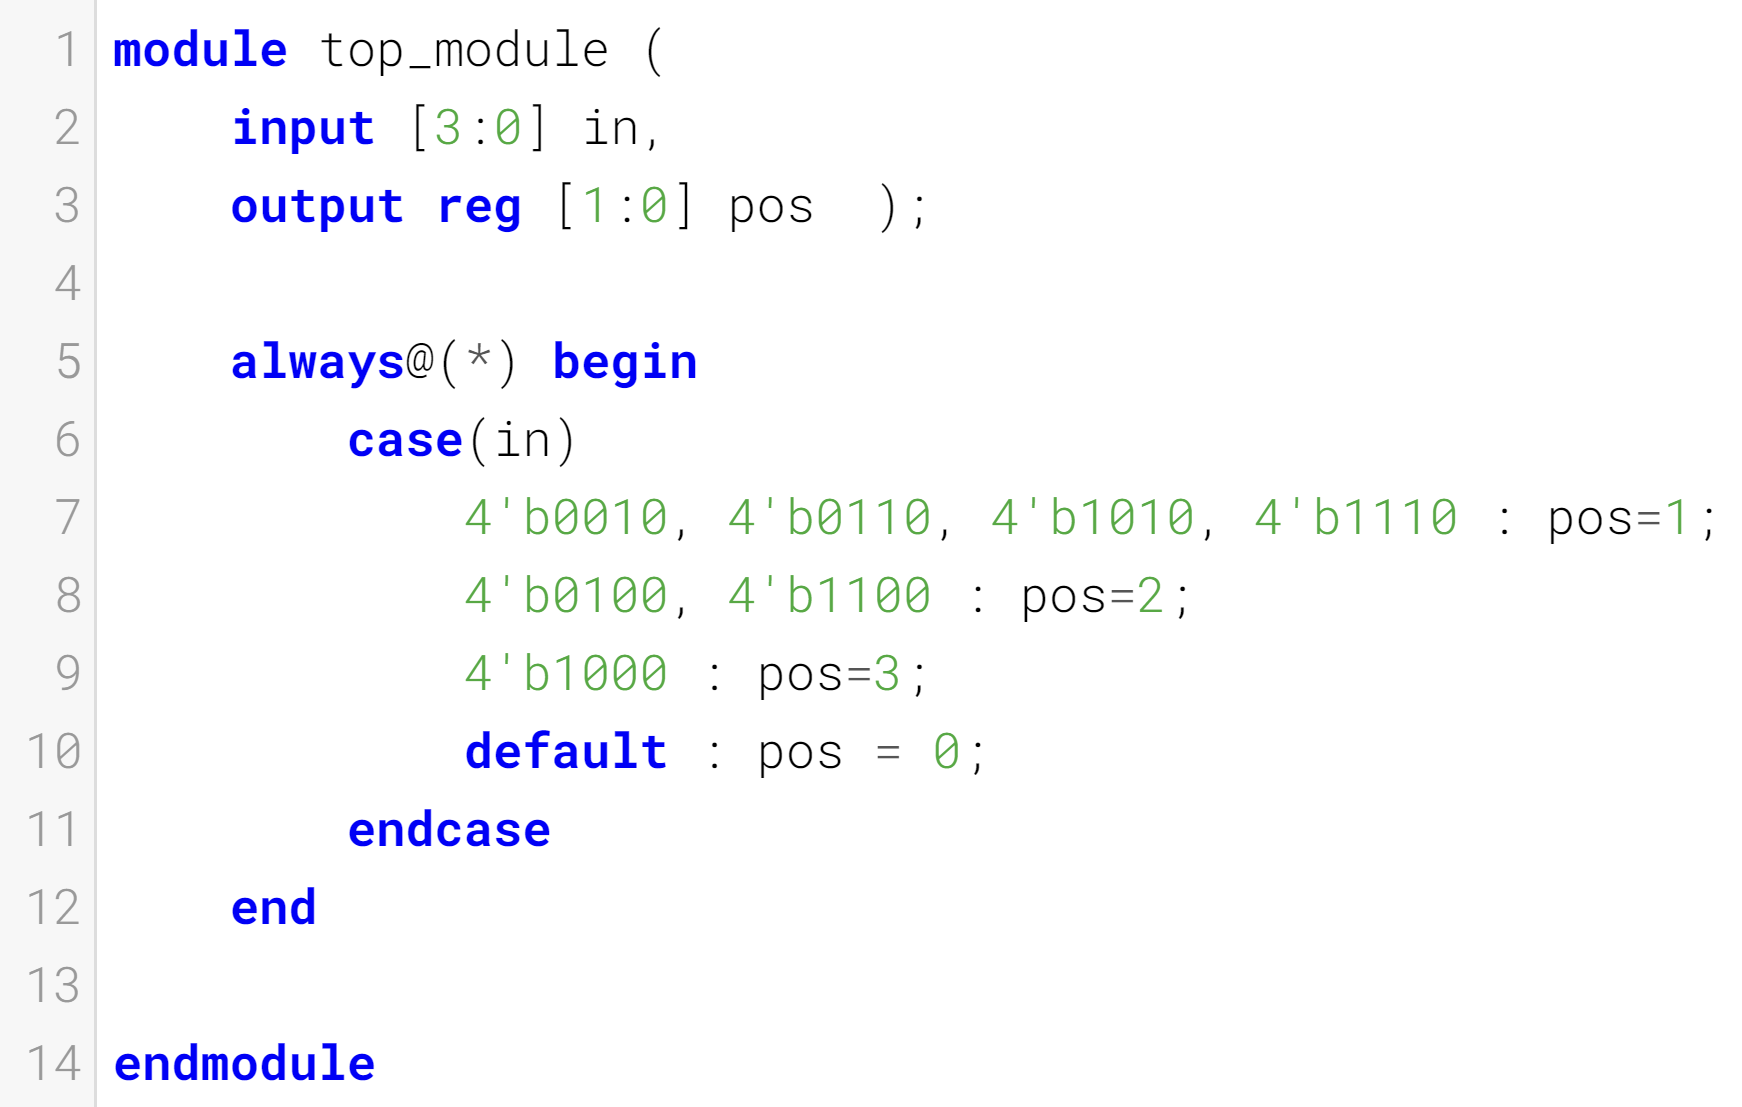 1 module top_module (
2     input [3:0] in,
3     output reg [1:0] pos  );
4
5     always@(*) begin
6         case(in)
7             4'b0010, 4'b0110, 4'b1010, 4'b1110 : pos=1;
8             4'b0100, 4'b1100 : pos=2;
9             4'b1000 : pos=3;
10             default : pos = 0;
11         endcase
12     end
13
14 endmodule